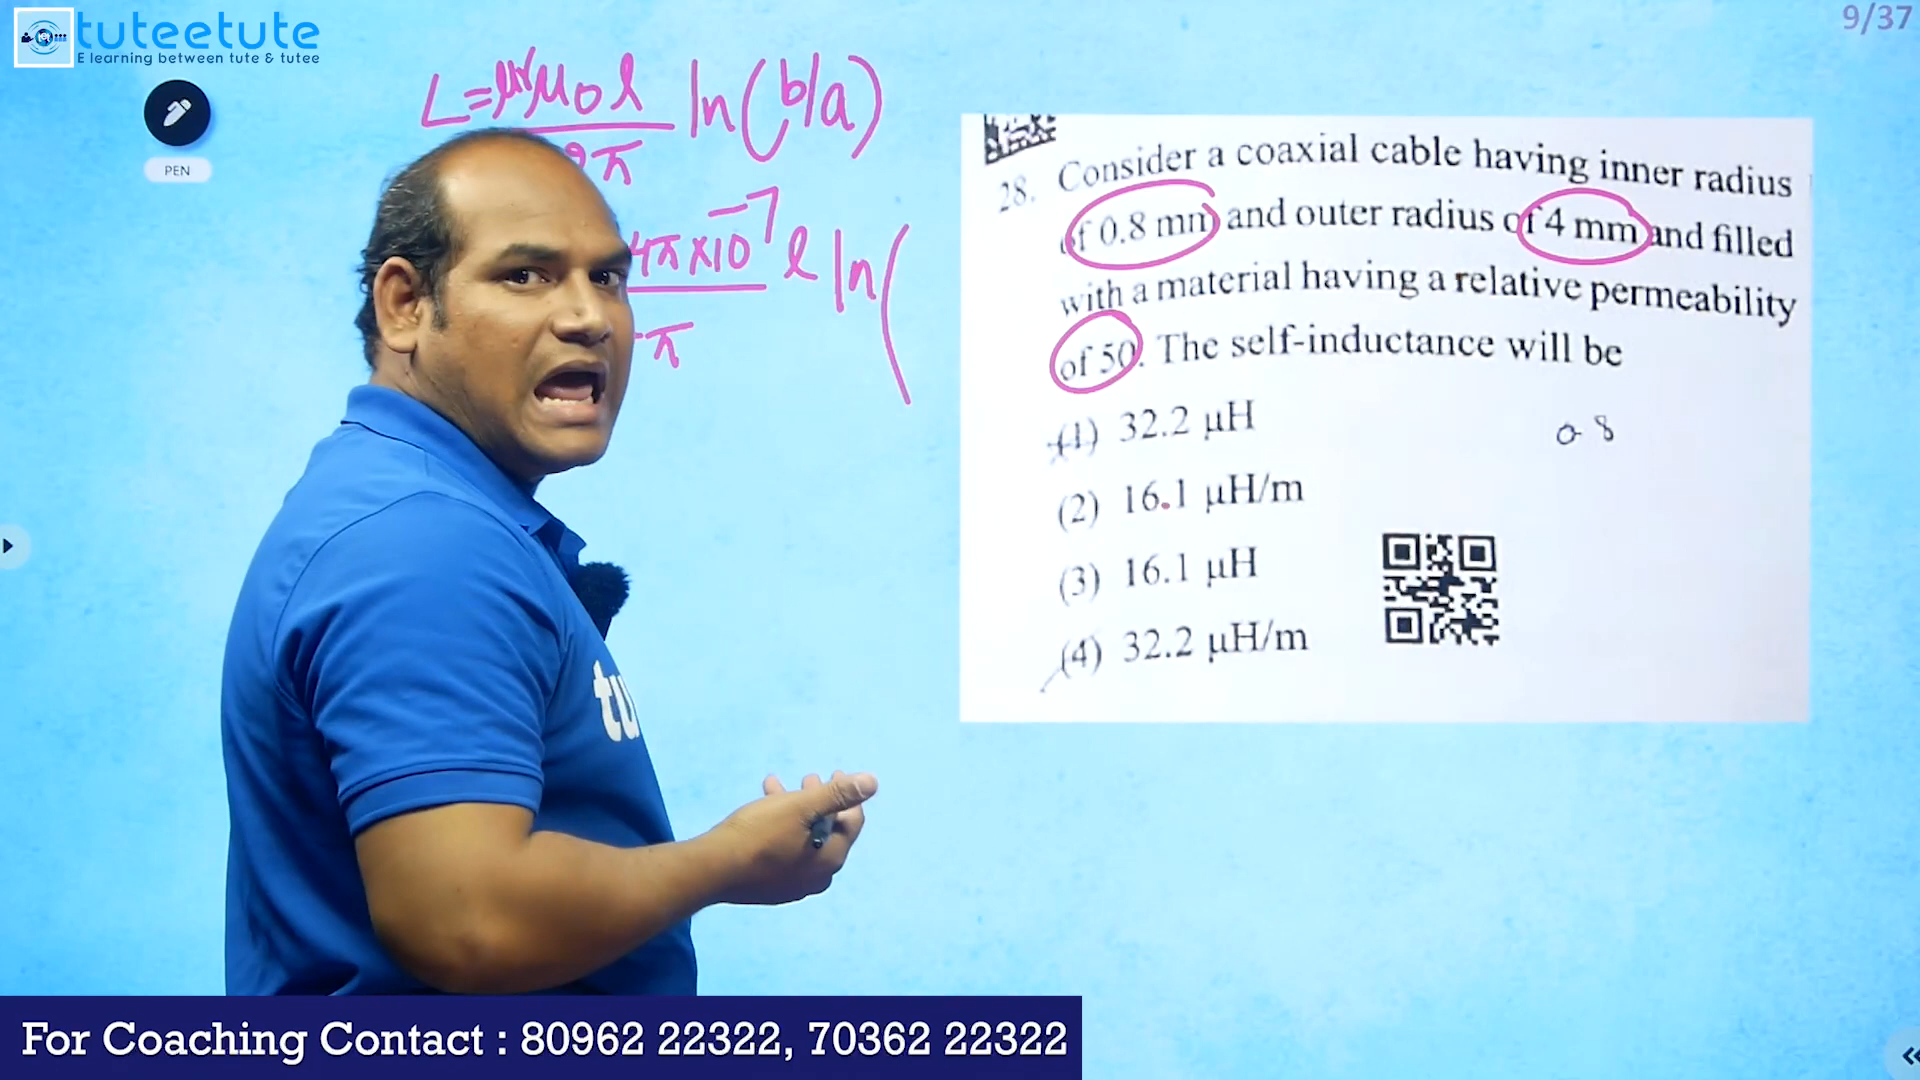 tuteetute
E learning between tute & tutee
9/37
PEN
L=μrμ0 l ln(b/a)
π
4π×10⁻⁷ l ln(
π
28. Consider a coaxial cable having inner radius
of 0.8 mm and outer radius of 4 mm and filled
with a material having a relative permeability
of 50. The self-inductance will be
(1) 32.2 μH
0 8
(2) 16.1 μH/m
(3) 16.1 μH
(4) 32.2 μH/m
tu
For Coaching Contact : 80962 22322, 70362 22322